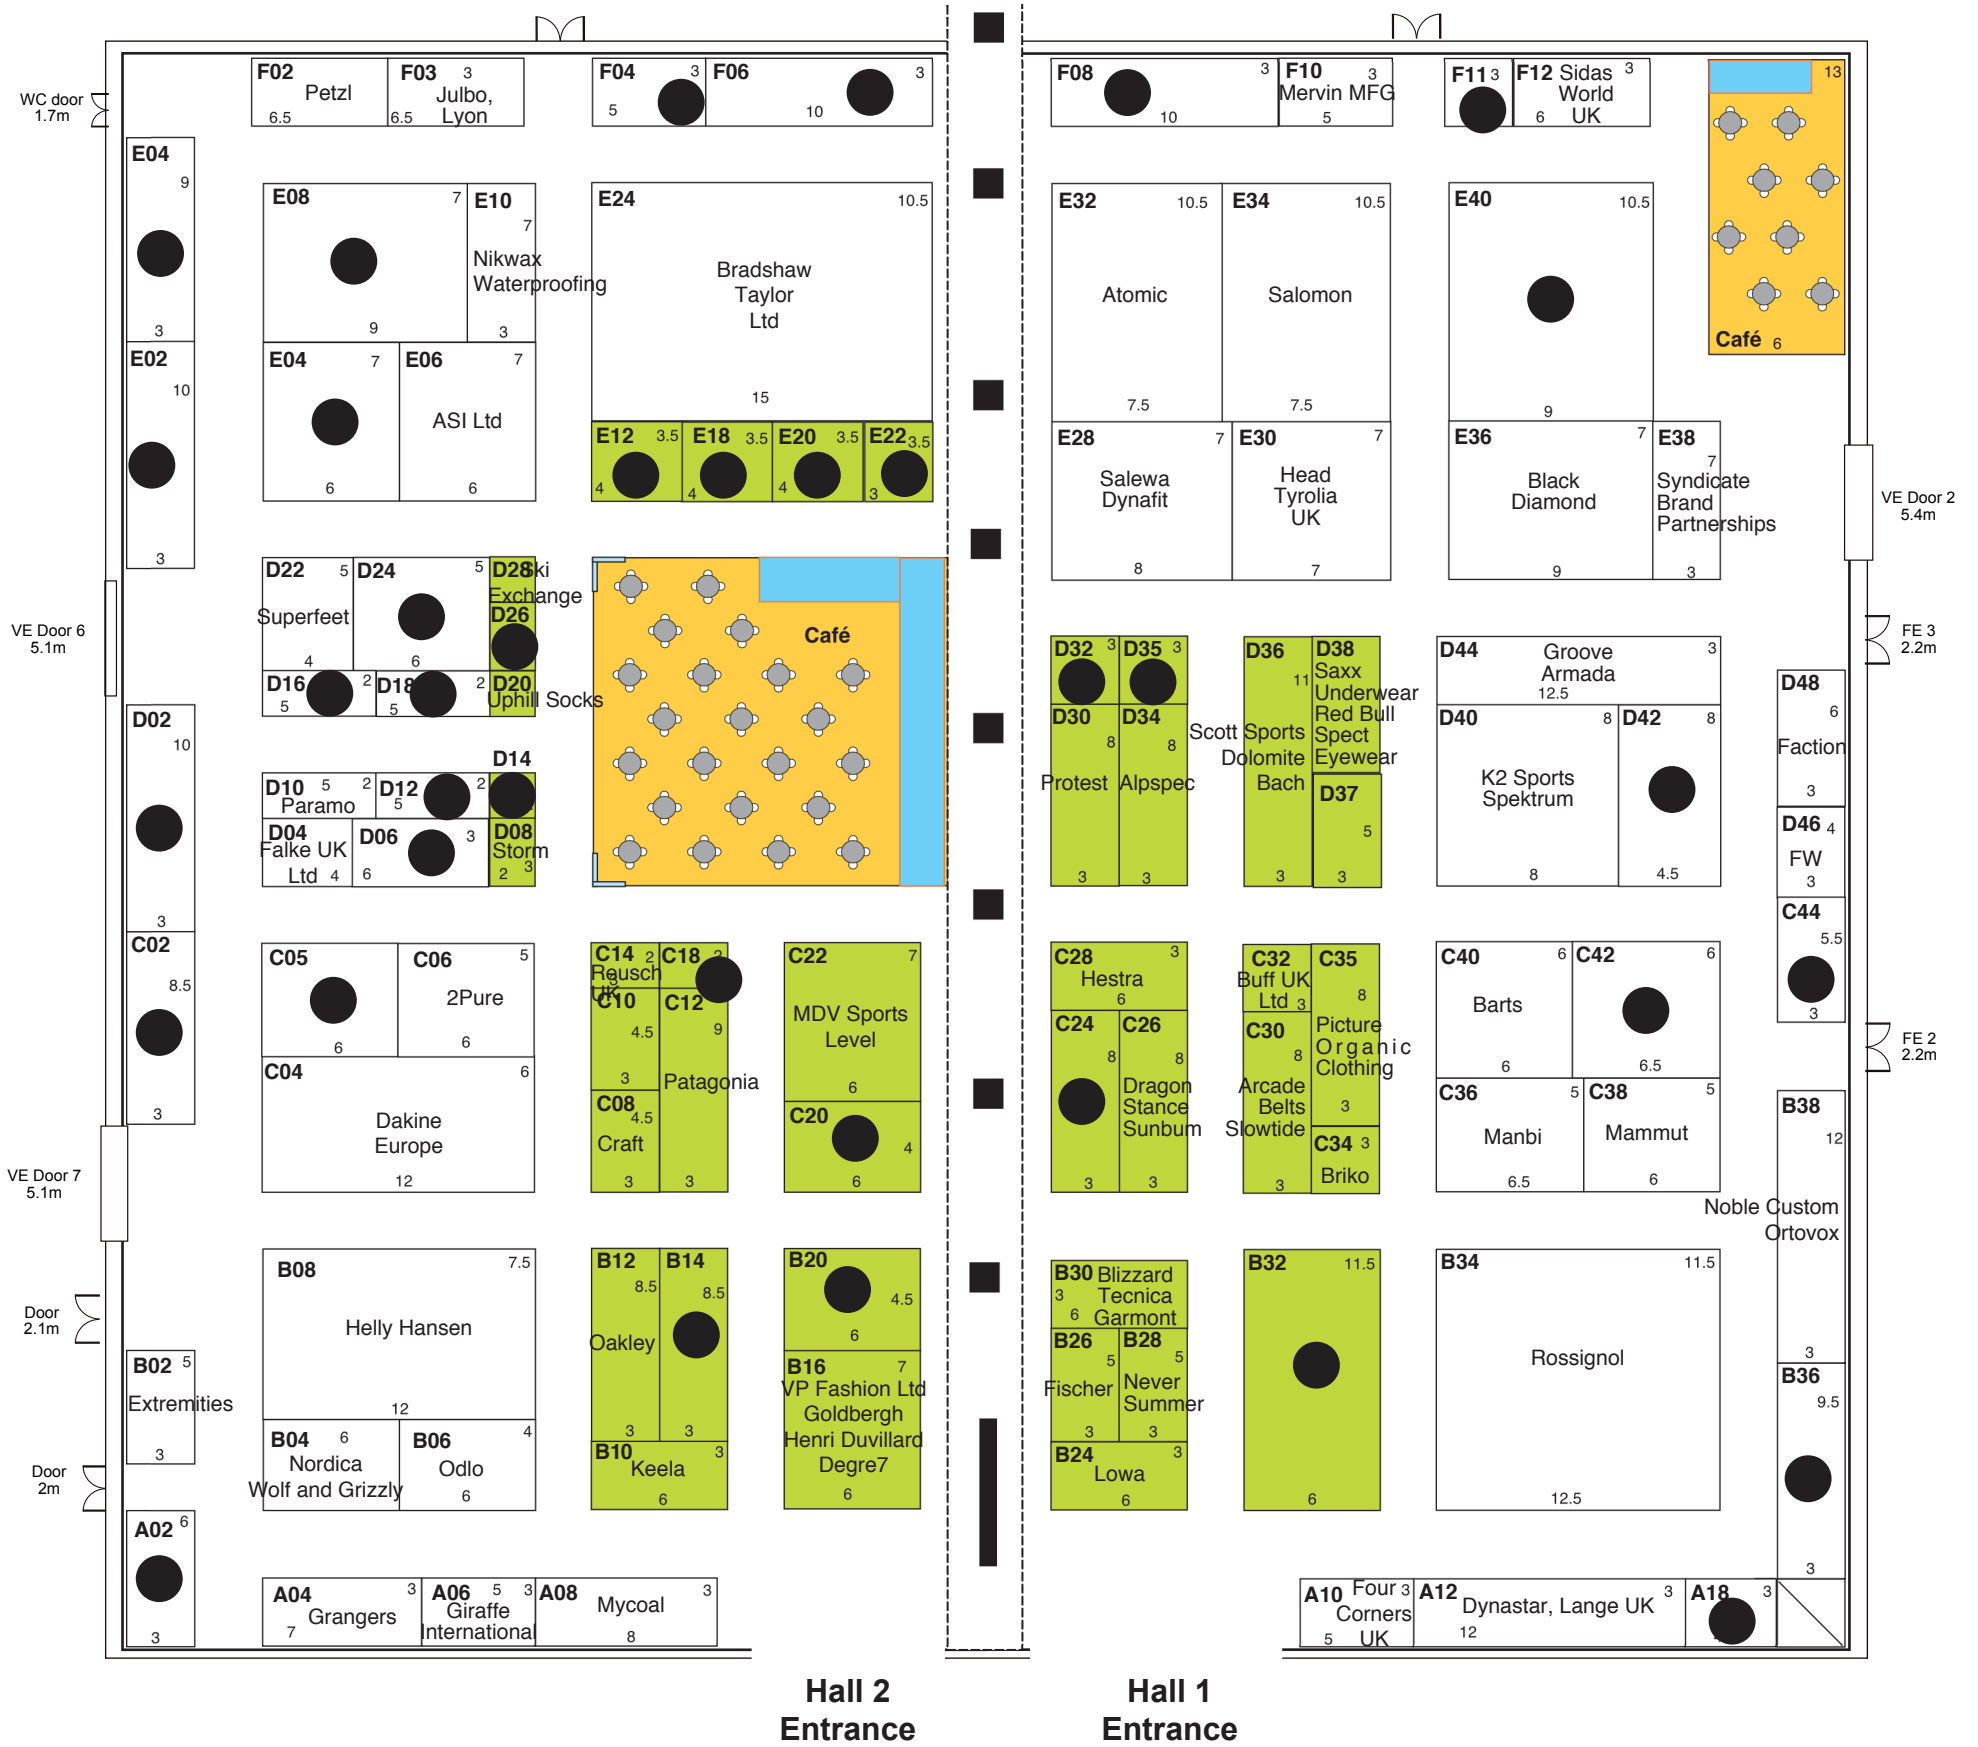 WC door
1.7m
F02
Petzl
6.5
F03 3
Julbo,
Lyon
6.5
F04 3
5
F06 3
10
F08 3
10
F10 3
Mervin MFG
5
F11 3
F12 Sidas 3
World
UK
6
13
Café 6
E04
9
3
E02
10
3
E08 7
9
E10
7
Nikwax
Waterproofing
3
E04 7
6
E06 7
ASI Ltd
6
E24 10.5
Bradshaw
Taylor
Ltd
15
E12 3.5
4
E18 3.5
4
E20 3.5
4
E22 3.5
3
E32 10.5
Atomic
7.5
E34 10.5
Salomon
7.5
E40 10.5
9
E28 7
Salewa
Dynafit
8
E30 7
Head
Tyrolia
UK
7
E36 7
Black
Diamond
9
E38
7
Syndicate
Brand
Partnerships
3
VE Door 2
5.4m
VE Door 6
5.1m
D22 5
Superfeet
4
D24 5
6
D28 Ski
Exchange
D26
D16 2
5
D18 2
5
D20
Uphill Socks
Café
D32 3
D35 3
D30
8
Protest
3
D34
8
Alpspec
3
D36
11
Scott Sports
Dolomite
Bach
3
D38
Saxx
Underwear
Red Bull
Spect
Eyewear
D37
5
3
D44 Groove 3
Armada
12.5
D40 8
K2 Sports
Spektrum
8
D42 8
4.5
FE 3
2.2m
D48
6
Faction
3
D46 4
FW
3
C44
5.5
3
D02
10
3
D14
D10 5 2
Paramo
D12 2
5
D04
Falke UK
Ltd 4
D06 3
6
D08
Storm
2 3
C02
8.5
3
C05
6
C06 5
2Pure
6
C04 6
Dakine
Europe
12
C14 2
Reusch
UK
C18 2
C10
4.5
3
C12
9
Patagonia
3
C08
4.5
Craft
3
C22 7
MDV Sports
Level
6
C20
4
6
C28 3
Hestra
6
C24
8
3
C26
8
Dragon
Stance
Sunbum
3
C32
Buff UK
Ltd 3
C30
8
Arcade
Belts
Slowtide
3
C35
8
Picture
Organic
Clothing
3
C34 3
Briko
C40 6
Barts
6
C42 6
6.5
C36 5
Manbi
6.5
C38 5
Mammut
6
FE 2
2.2m
B38
12
Noble Custom
Ortovox
3
VE Door 7
5.1m
Door
2.1m
B02 5
Extremities
3
Door
2m
B08 7.5
Helly Hansen
12
B04 6
Nordica
Wolf and Grizzly
B06 4
Odlo
6
B12
8.5
Oakley
3
B14
8.5
3
B10 3
Keela
6
B20
4.5
6
B16 7
VP Fashion Ltd
Goldbergh
Henri Duvillard
Degre7
6
B30 Blizzard
3 Tecnica
6 Garmont
B26
5
Fischer
3
B28
5
Never
Summer
3
B24 3
Lowa
6
B32 11.5
6
B34 11.5
Rossignol
12.5
B36
9.5
3
A02 6
3
A04 3
Grangers
7
A06 5 3
Giraffe
International
A08 3
Mycoal
8
A10 Four 3
Corners
5 UK
A12 3
Dynastar, Lange UK
12
A18 3
Hall 2
Entrance
Hall 1
Entrance